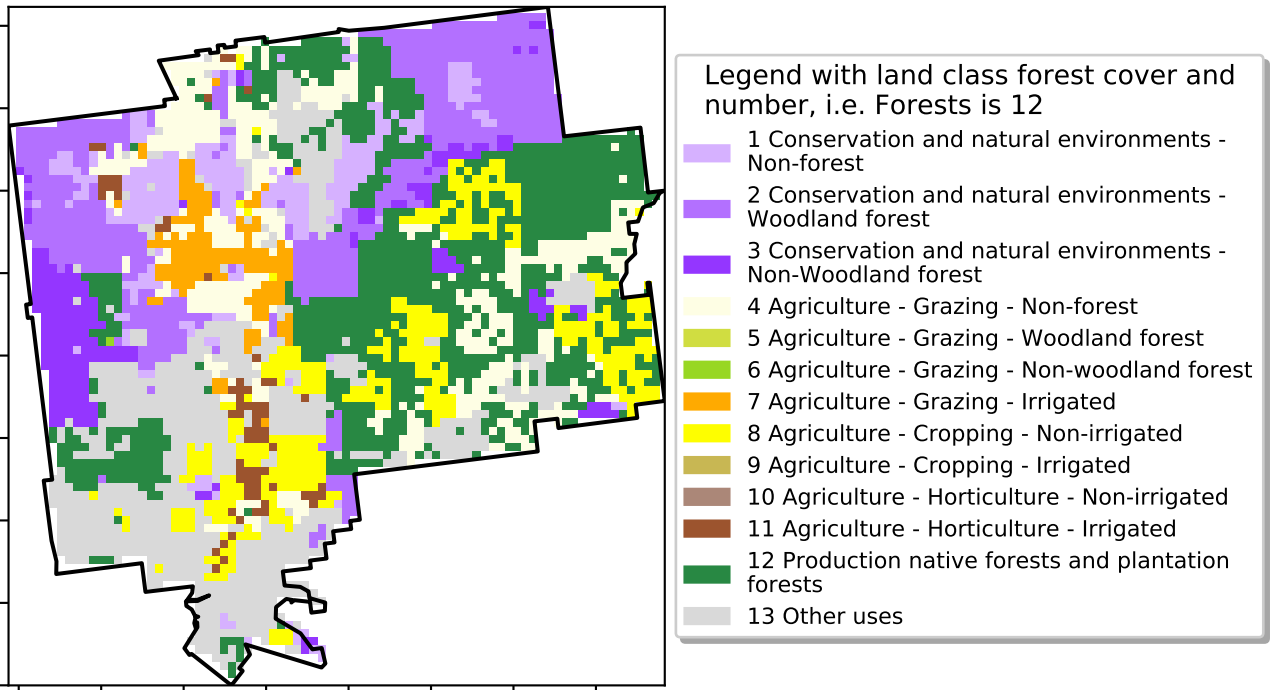 Legend with land class forest cover and
number, i.e. Forests is 12
1 Conservation and natural environments -
Non-forest
2 Conservation and natural environments -
Woodland forest
3 Conservation and natural environments -
Non-Woodland forest
4 Agriculture - Grazing - Non-forest
5 Agriculture - Grazing - Woodland forest
6 Agriculture - Grazing - Non-woodland forest
7 Agriculture - Grazing - Irrigated
8 Agriculture - Cropping - Non-irrigated
9 Agriculture - Cropping - Irrigated
10 Agriculture - Horticulture - Non-irrigated
11 Agriculture - Horticulture - Irrigated
12 Production native forests and plantation
forests
13 Other uses